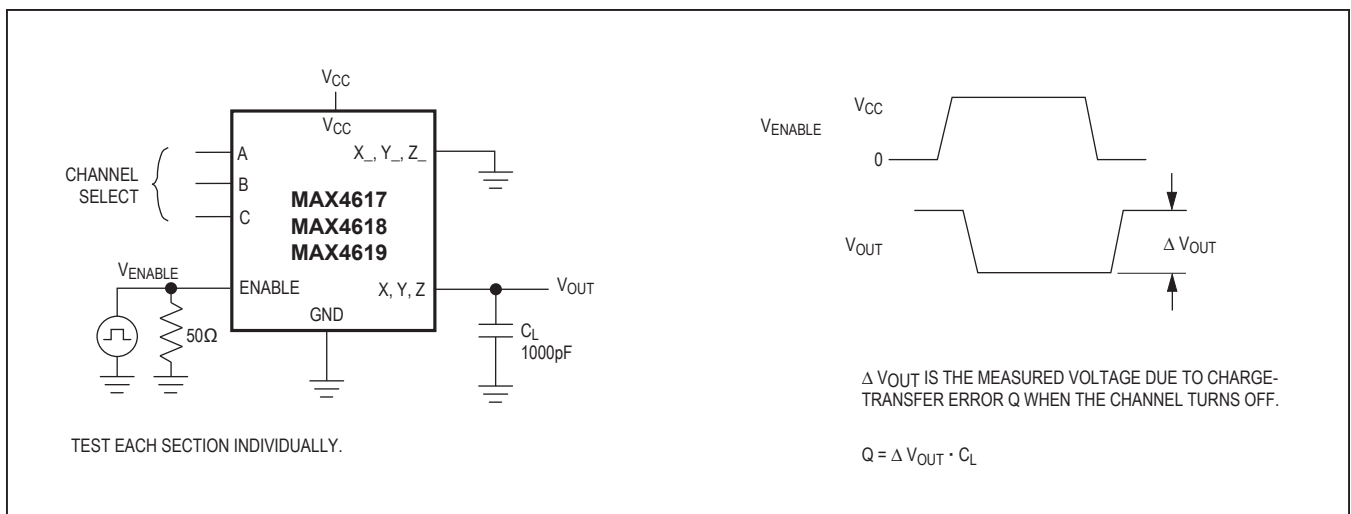 VCC
VCC
A
X_, Y_, Z_
CHANNEL
SELECT
B
MAX4617
MAX4618
C
MAX4619
VENABLE
ENABLE
X, Y, Z
VOUT
GND
50Ω
CL
1000pF
TEST EACH SECTION INDIVIDUALLY.
VCC
VENABLE
0
VOUT
Δ VOUT
Δ VOUT IS THE MEASURED VOLTAGE DUE TO CHARGE-
TRANSFER ERROR Q WHEN THE CHANNEL TURNS OFF.
Q = Δ VOUT · CL